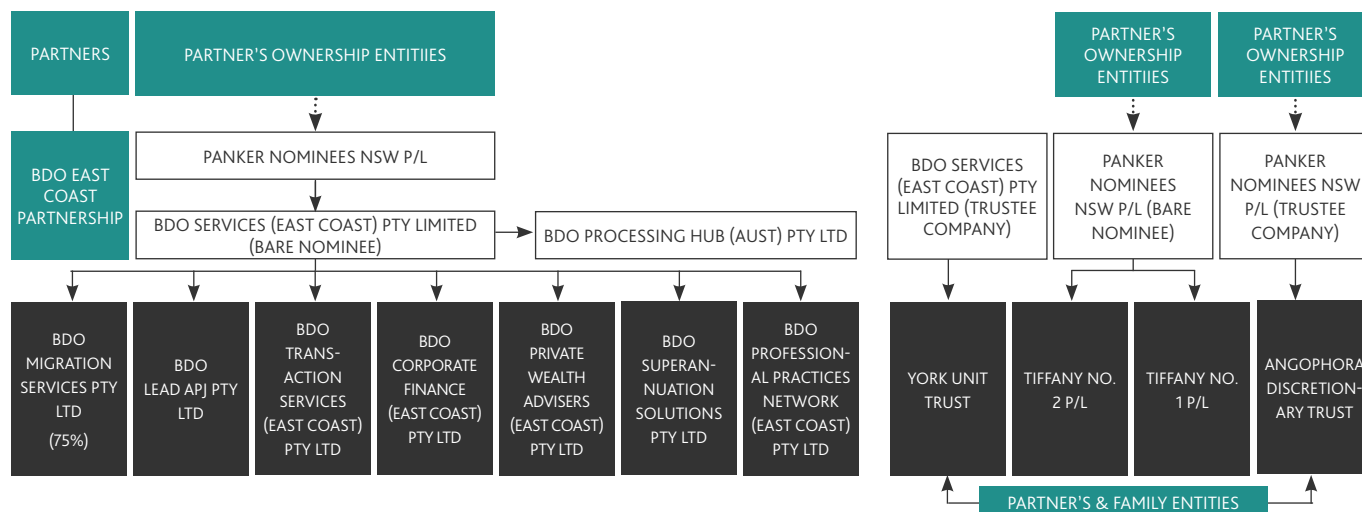 PARTNERS
PARTNER'S OWNERSHIP ENTITIIES
BDO EAST
COAST
PARTNERSHIP
PANKER NOMINEES NSW P/L
BDO SERVICES (EAST COAST) PTY LIMITED
(BARE NOMINEE)
BDO PROCESSING HUB (AUST) PTY LTD
BDO
MIGRATION
SERVICES PTY
LTD
(75%)
BDO
LEAD APJ PTY
LTD
BDO
TRANS-
ACTION
SERVICES
(EAST COAST)
PTY LTD
BDO
CORPORATE
FINANCE
(EAST COAST)
PTY LTD
BDO
PRIVATE
WEALTH
ADVISERS
(EAST COAST)
PTY LTD
BDO
SUPERAN-
NUATION
SOLUTIONS
PTY LTD
BDO
PROFESSION-
AL PRACTICES
NETWORK
(EAST COAST)
PTY LTD
PARTNER'S
OWNERSHIP
ENTITIIES
PARTNER'S
OWNERSHIP
ENTITIIES
BDO SERVICES
(EAST COAST) PTY
LIMITED (TRUSTEE
COMPANY)
PANKER
NOMINEES
NSW P/L (BARE
NOMINEE)
PANKER
NOMINEES NSW
P/L (TRUSTEE
COMPANY)
YORK UNIT
TRUST
TIFFANY NO.
2 P/L
TIFFANY NO.
1 P/L
ANGOPHORA
DISCRETION-
ARY TRUST
PARTNER'S & FAMILY ENTITIES